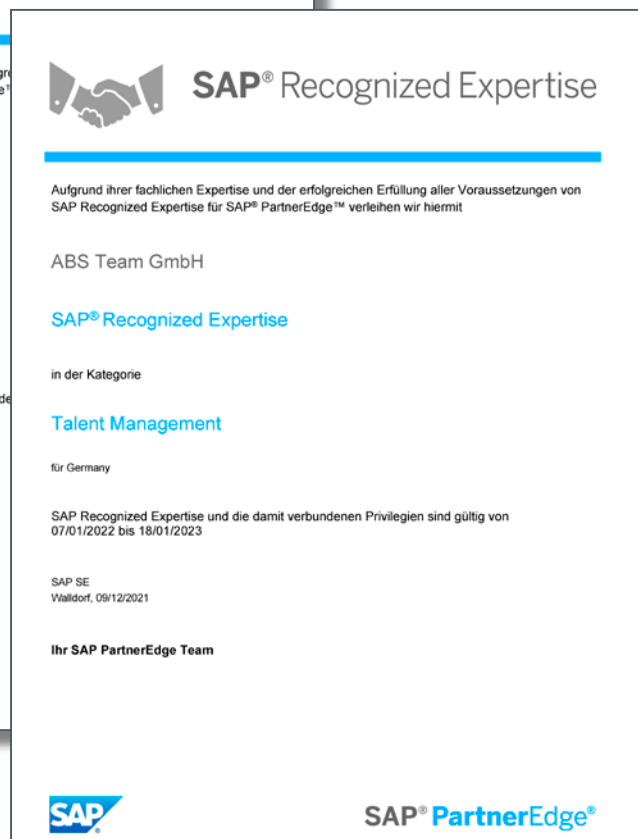 SAP® Recognized Expertise
Aufgrund ihrer fachlichen Expertise und der erfolgreichen Erfüllung aller Voraussetzungen von
SAP Recognized Expertise für SAP® PartnerEdge™ verleihen wir hiermit
ABS Team GmbH
SAP® Recognized Expertise
in der Kategorie
Talent Management
für Germany
SAP Recognized Expertise und die damit verbundenen Privilegien sind gültig von
07/01/2022 bis 18/01/2023
SAP SE
Walldorf, 09/12/2021
Ihr SAP PartnerEdge Team
SAP
SAP® PartnerEdge®